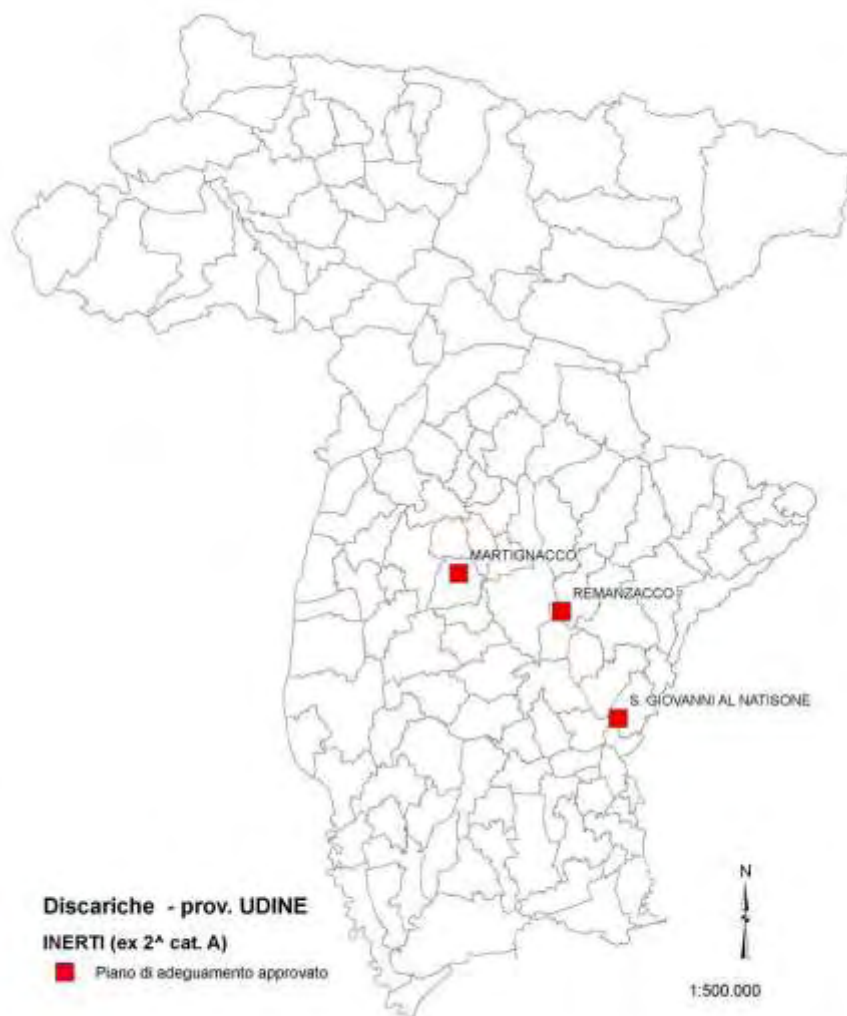 MARTIGNACCO
REMANZACCO
S. GIOVANNI AL NATISONE
N
Discariche - prov. UDINE
INERTI (ex 2^ cat. A)
Piano di adeguamento approvato
1:500.000